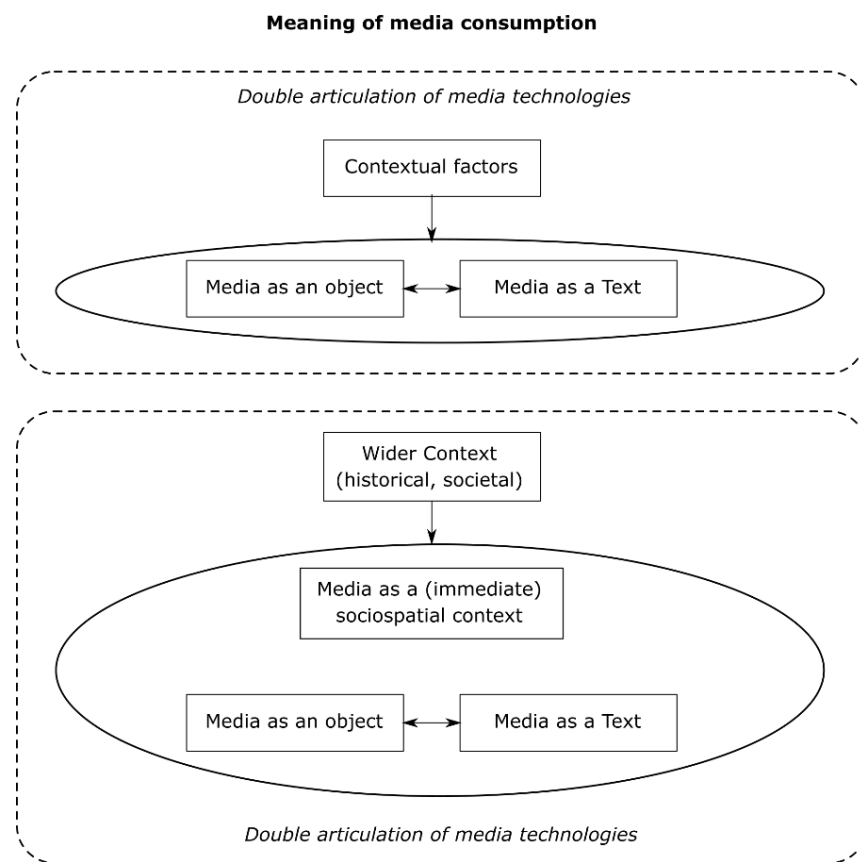 Meaning of media consumption
Double articulation of media technologies
Contextual factors
Media as an object
Media as a Text
Wider Context
(historical, societal)
Media as a (immediate)
sociospatial context
Media as an object
Media as a Text
Double articulation of media technologies